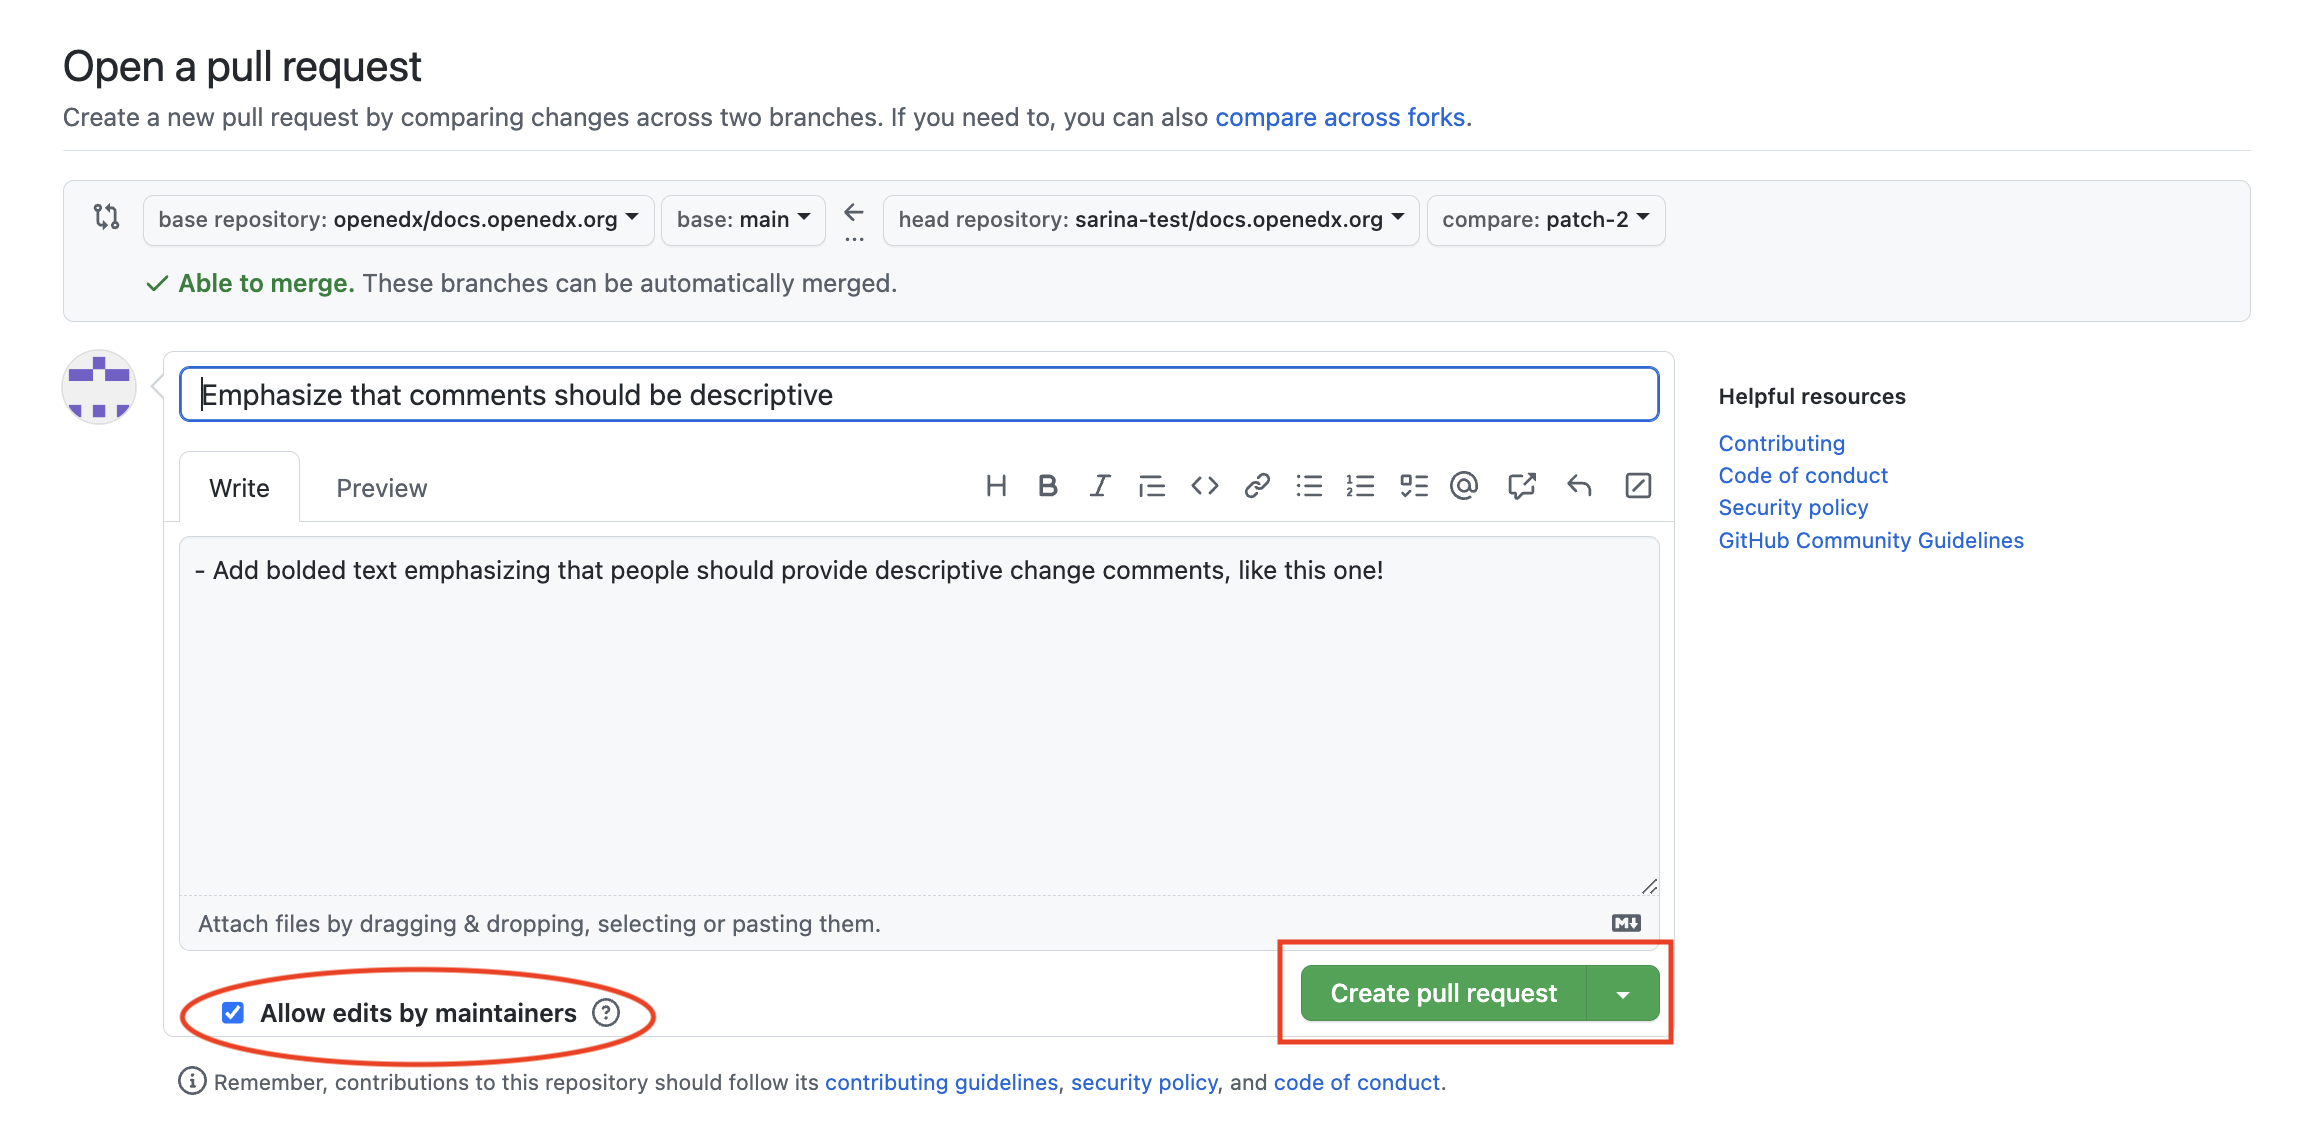 Open a pull request
Create a new pull request by comparing changes across two branches. If you need to, you can also compare across forks.
base repository: openedx/docs.openedx.org base: main ... head repository: sarina-test/docs.openedx.org compare: patch-2
Able to merge. These branches can be automatically merged.
Emphasize that comments should be descriptive
Write Preview
- Add bolded text emphasizing that people should provide descriptive change comments, like this one!
Attach files by dragging & dropping, selecting or pasting them.
Allow edits by maintainers
Create pull request
Remember, contributions to this repository should follow its contributing guidelines, security policy, and code of conduct.
Helpful resources
Contributing
Code of conduct
Security policy
GitHub Community Guidelines